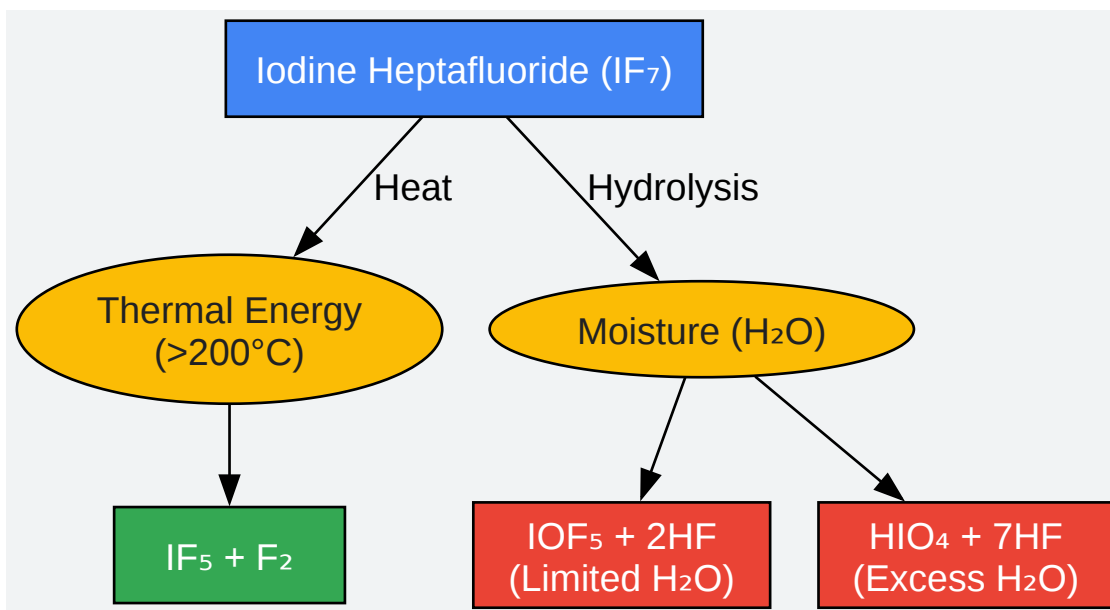 Iodine Heptafluoride (IF₇)
Heat
Hydrolysis
Thermal Energy
(>200°C)
Moisture (H₂O)
IF₅ + F₂
IOF₅ + 2HF
(Limited H₂O)
HIO₄ + 7HF
(Excess H₂O)